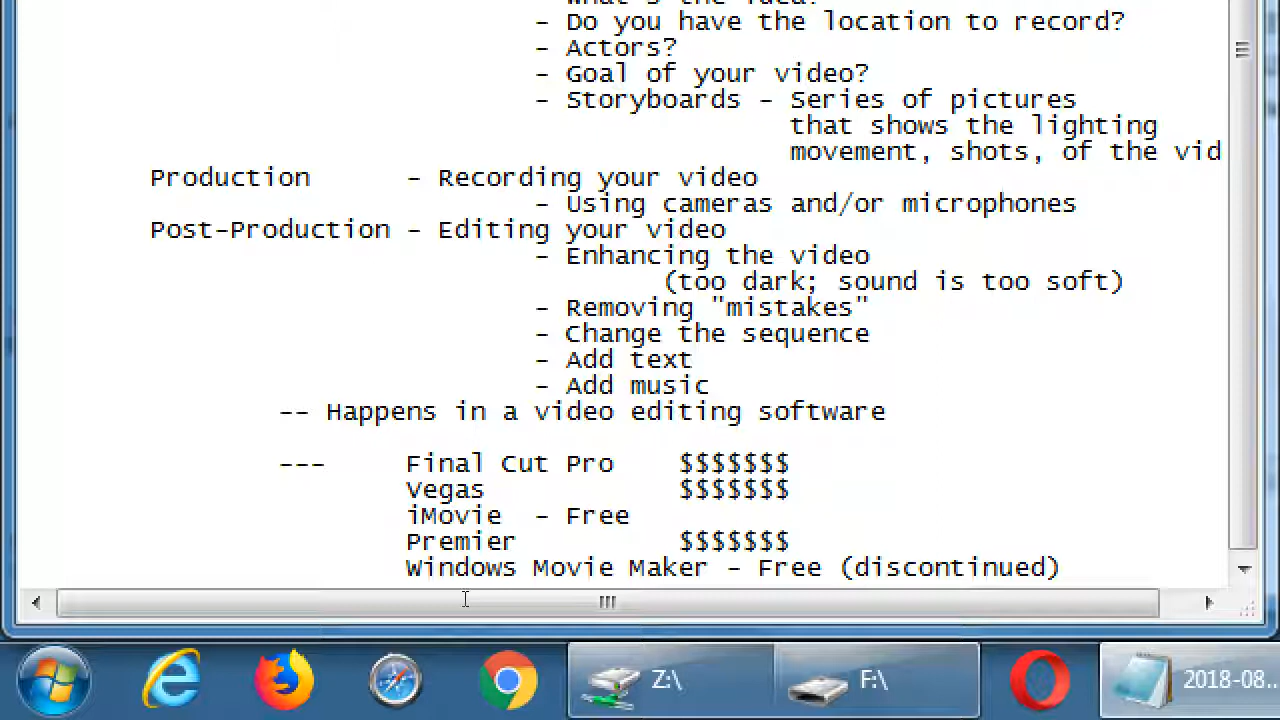 What's the idea?
- Do you have the location to record?
- Actors?
- Goal of your video?
- Storyboards - Series of pictures
that shows the lighting
movement, shots, of the vid
Production - Recording your video
- Using cameras and/or microphones
Post-Production - Editing your video
- Enhancing the video
(too dark; sound is too soft)
- Removing "mistakes"
- Change the sequence
- Add text
- Add music
-- Happens in a video editing software
--- Final Cut Pro $$$$$$$
Vegas $$$$$$$
iMovie - Free
Premier $$$$$$$
Windows Movie Maker - Free (discontinued)
Z:\
F:\
2018-08...